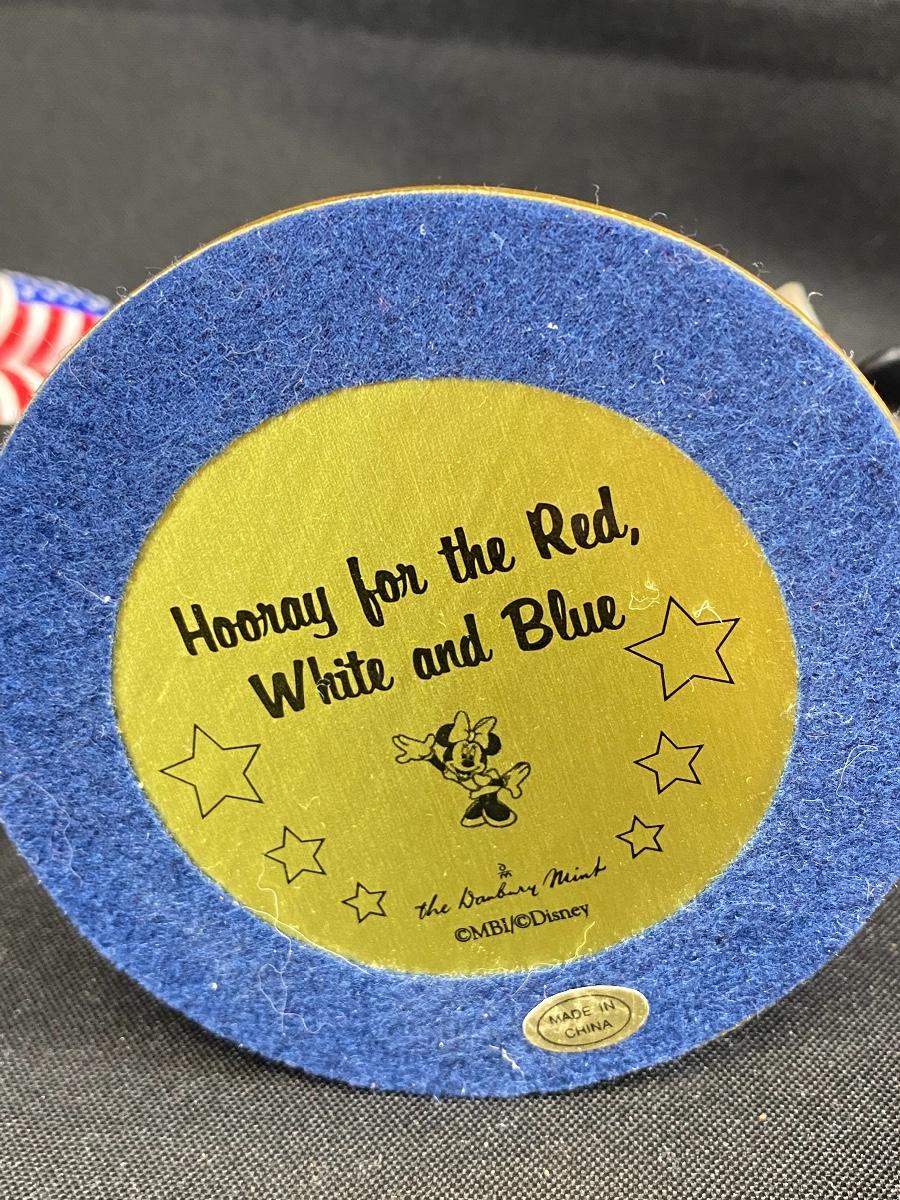 Hooray for the Red,
White and Blue
the Danbury Mint
©MBI/©Disney
MADE IN
CHINA